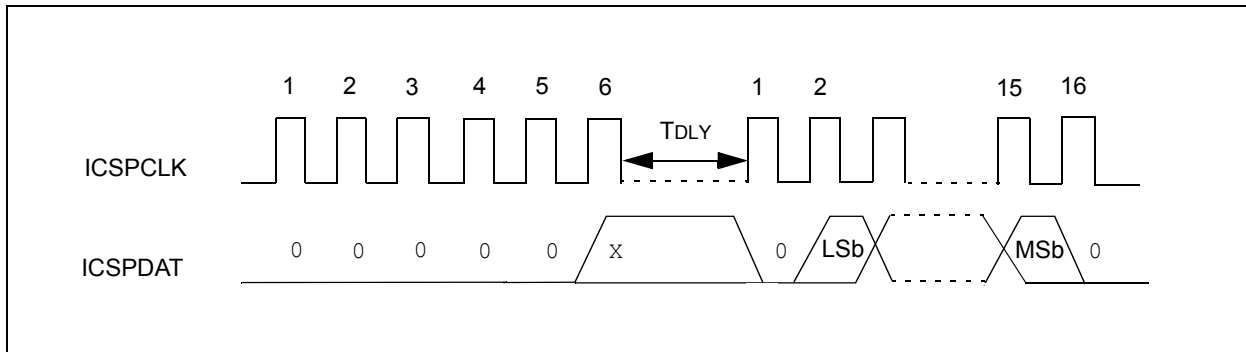 1 2 3 4 5 6 1 2 15 16
TDLY
ICSPCLK
0 0 0 0 0 X 0 LSb MSb 0
ICSPDAT